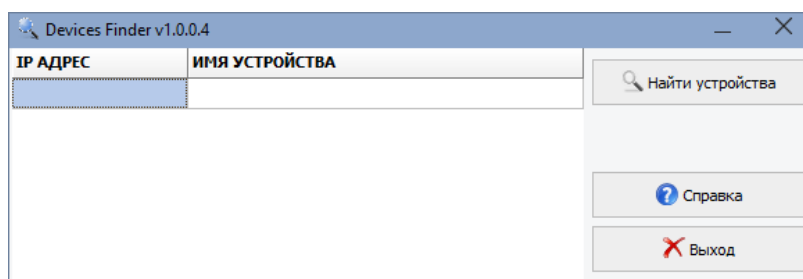 Devices Finder v1.0.0.4
IP АДРЕС ИМЯ УСТРОЙСТВА
Найти устройства
Справка
Выход